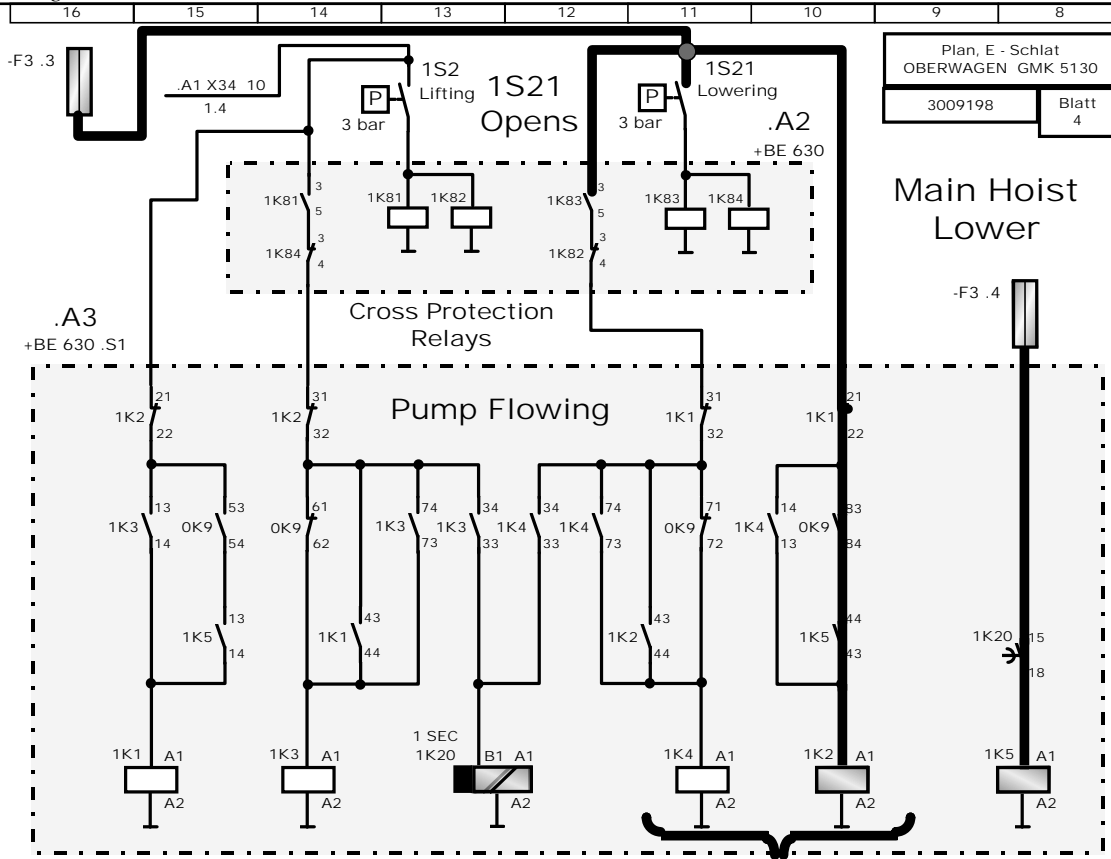 16 15 14 13 12 11 10 9 8
-F3 .3
.A1 X34 10
1.4
1S2
Lifting
P
3 bar
1S21
Opens
1S21
Lowering
P
3 bar
.A2
+BE 630
Plan, E - Schlat
OBERWAGEN GMK 5130
3009198
Blatt
4
Main Hoist
Lower
1K81 3 5
1K84 3 4
1K81 1K82
1K83 3 5
1K82 3 4
1K83 1K84
Cross Protection
Relays
-F3 .4
.A3
+BE 630 .S1
Pump Flowing
1K2 21 22
1K2 31 32
1K1 31 32
1K1 21 22
1K3 13 14
0K9 53 54
0K9 61 62
1K3 74 73
1K3 34 33
1K4 34 33
1K4 74 73
0K9 71 72
1K4 14 13
0K9 83 84
1K5 13 14
1K1 43 44
1K2 43 44
1K5 44 43
1K20 15 18
1K1 A1 A2
1K3 A1 A2
1 SEC
1K20 B1 A1 A2
1K4 A1 A2
1K2 A1 A2
1K5 A1 A2